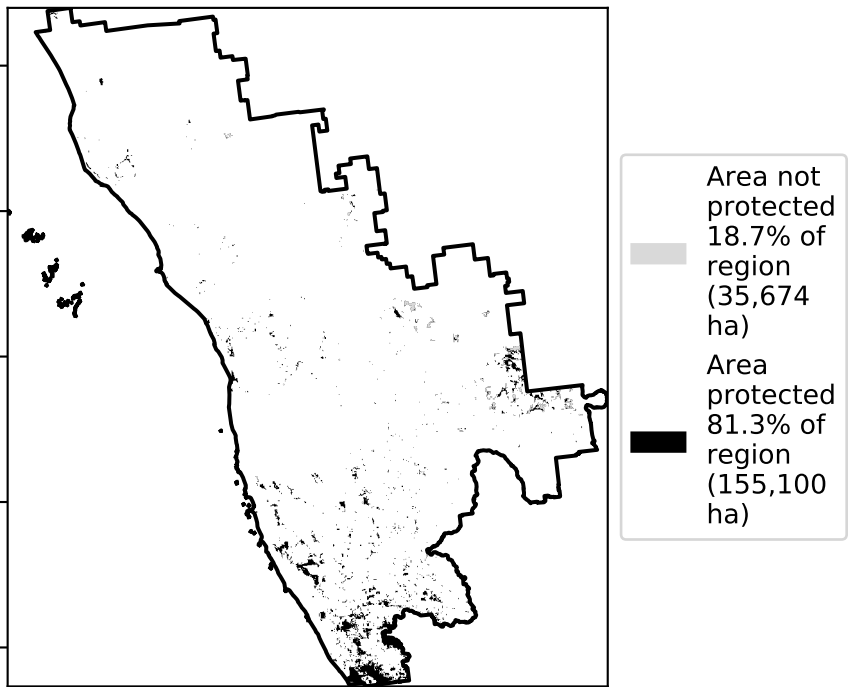 Area not
protected
18.7% of
region
(35,674
ha)
Area
protected
81.3% of
region
(155,100
ha)